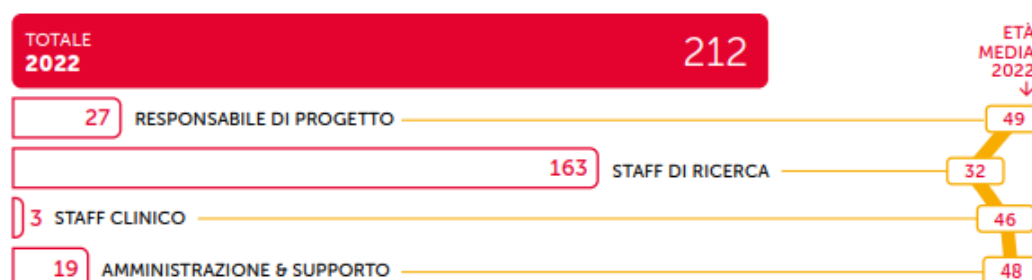 TOTALE
2022
212
ETÀ
MEDIA
2022
27 RESPONSABILE DI PROGETTO 49
163 STAFF DI RICERCA 32
3 STAFF CLINICO 46
19 AMMINISTRAZIONE & SUPPORTO 48